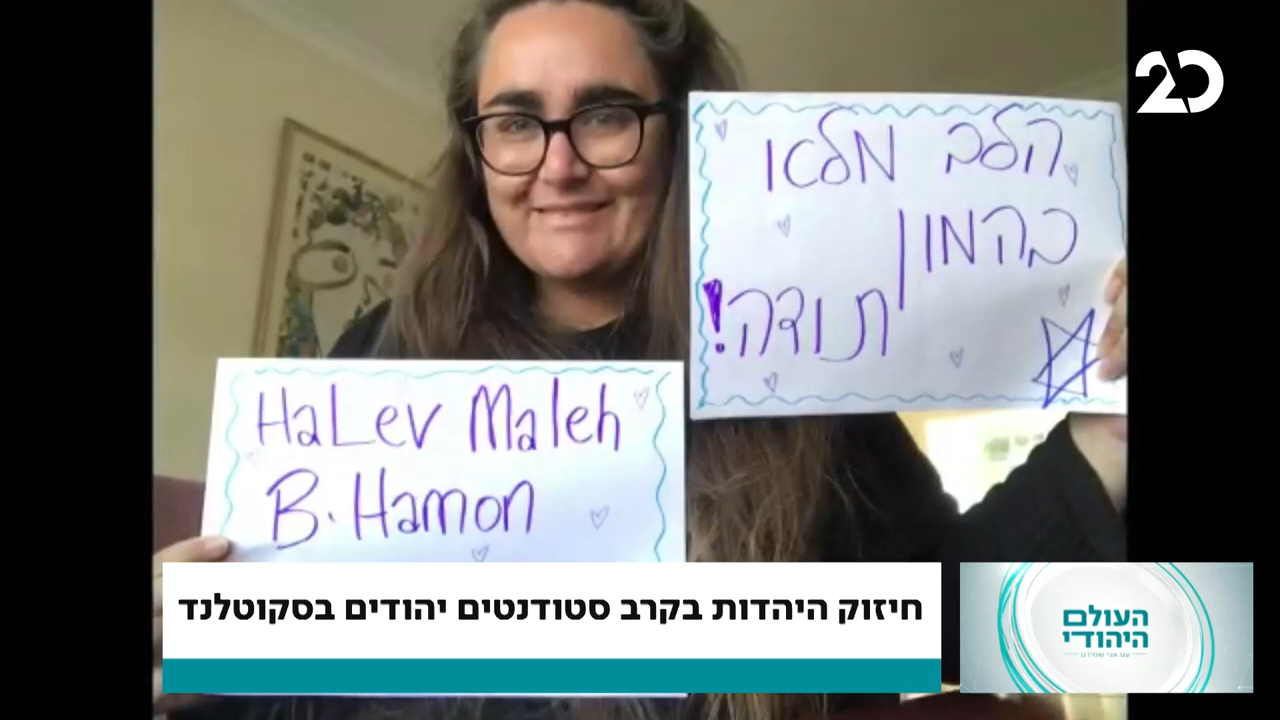 20
הלב מלא
בהמון
תודה!
HaLev Maleh
B. Hamon
חיזוק היהדות בקרב סטודנטים יהודים בסקוטלנד
העולם
היהודי